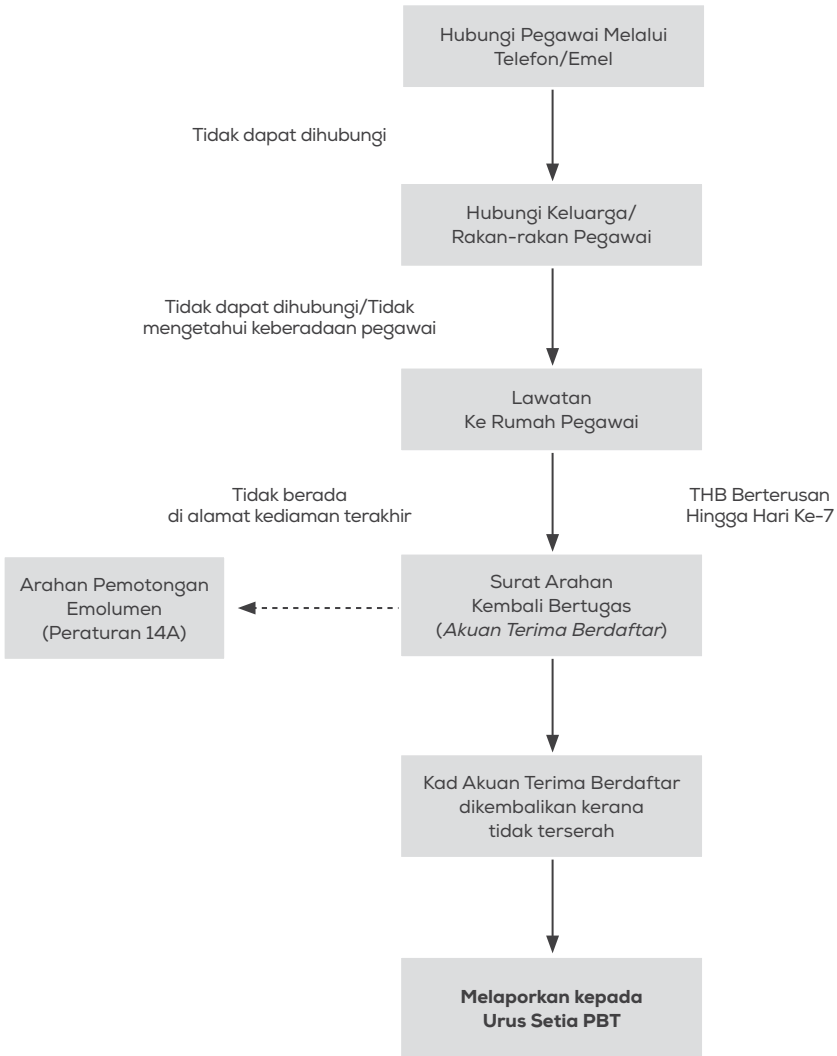 Hubungi Pegawai Melalui
Telefon/Emel
Tidak dapat dihubungi
Hubungi Keluarga/
Rakan-rakan Pegawai
Tidak dapat dihubungi/Tidak
mengetahui keberadaan pegawai
Lawatan
Ke Rumah Pegawai
Tidak berada
di alamat kediaman terakhir
THB Berterusan
Hingga Hari Ke-7
Arahan Pemotongan
Emolumen
(Peraturan 14A)
Surat Arahan
Kembali Bertugas
(Akuan Terima Berdaftar)
Kad Akuan Terima Berdaftar
dikembalikan kerana
tidak terserah
Melaporkan kepada
Urus Setia PBT